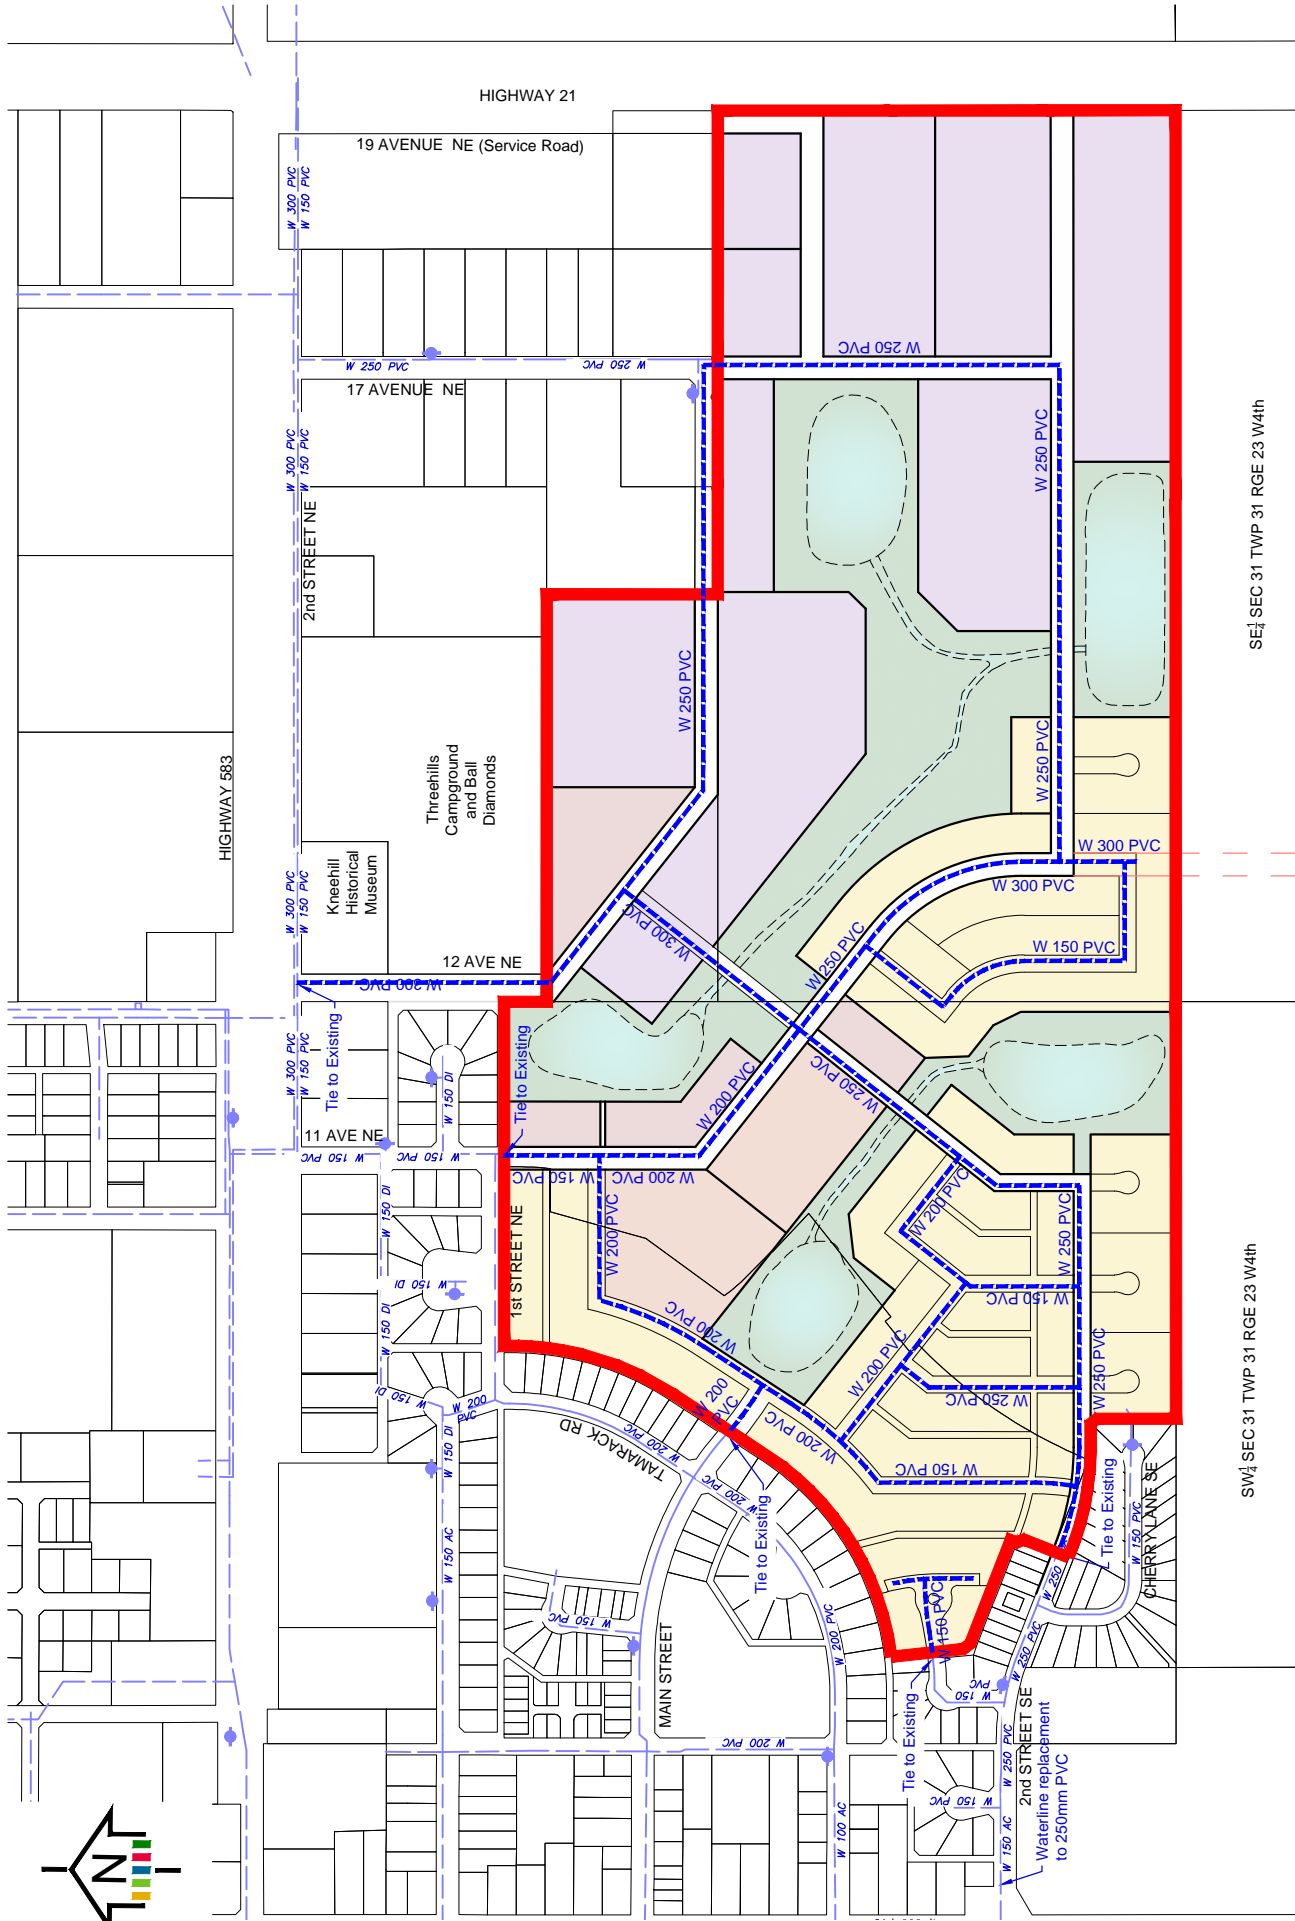 HIGHWAY 21
19 AVENUE  NE (Service Road)
W 300 PVC
W 150 PVC
W 250 PVC
W 250 PVC
17 AVENUE  NE
W 250 PVC
W 250 PVC
W 300 PVC
W 150 PVC
2nd STREET NE
SE¼ SEC 31 TWP 31 RGE 23 W4th
W 250 PVC
HIGHWAY 583
Threehills
Campground
and Ball
Diamonds
W 250 PVC
Kneehill
Historical
Museum
W 300 PVC
W 150 PVC
W 300 PVC
W 300 PVC
W 300 PVC
W 150 PVC
W 250 PVC
12 AVE NE
W 200 PVC
W 300 PVC
W 150 PVC
Tie to Existing
Tie to Existing
W 150 DI
W 200 PVC
W 250 PVC
11 AVE NE
W 150 PVC
W 150 PVC
W 150 PVC
W 200 PVC
W 150 DI
W 200 PVC
W 200 PVC
W 250 PVC
1st STREET NE
W 150 DI
W 150 DI
W 150 PVC
W 200 PVC
W 200 PVC
W 250 PVC
SW¼ SEC 31 TWP 31 RGE 23 W4th
W 150 DI
W 200
PVC
W 200
PVC
W 250 PVC
TAMARACK RD
W 200 PVC
W 200 PVC
W 150 DI
W 150 PVC
W 200 PVC
Tie to Existing
Tie to Existing
W 150 PVC
CHERRY LANE SE
W 150 AC
W 250
W 150 PVC
W 150 PVC
W 200 PVC
W 250 PVC
MAIN STREET
W 150
PVC
Tie to Existing
2nd STREET SE
W 200 PVC
W 250 PVC
W 150 PVC
W 100 AC
W 150 AC
Waterline replacement
to 250mm PVC
N